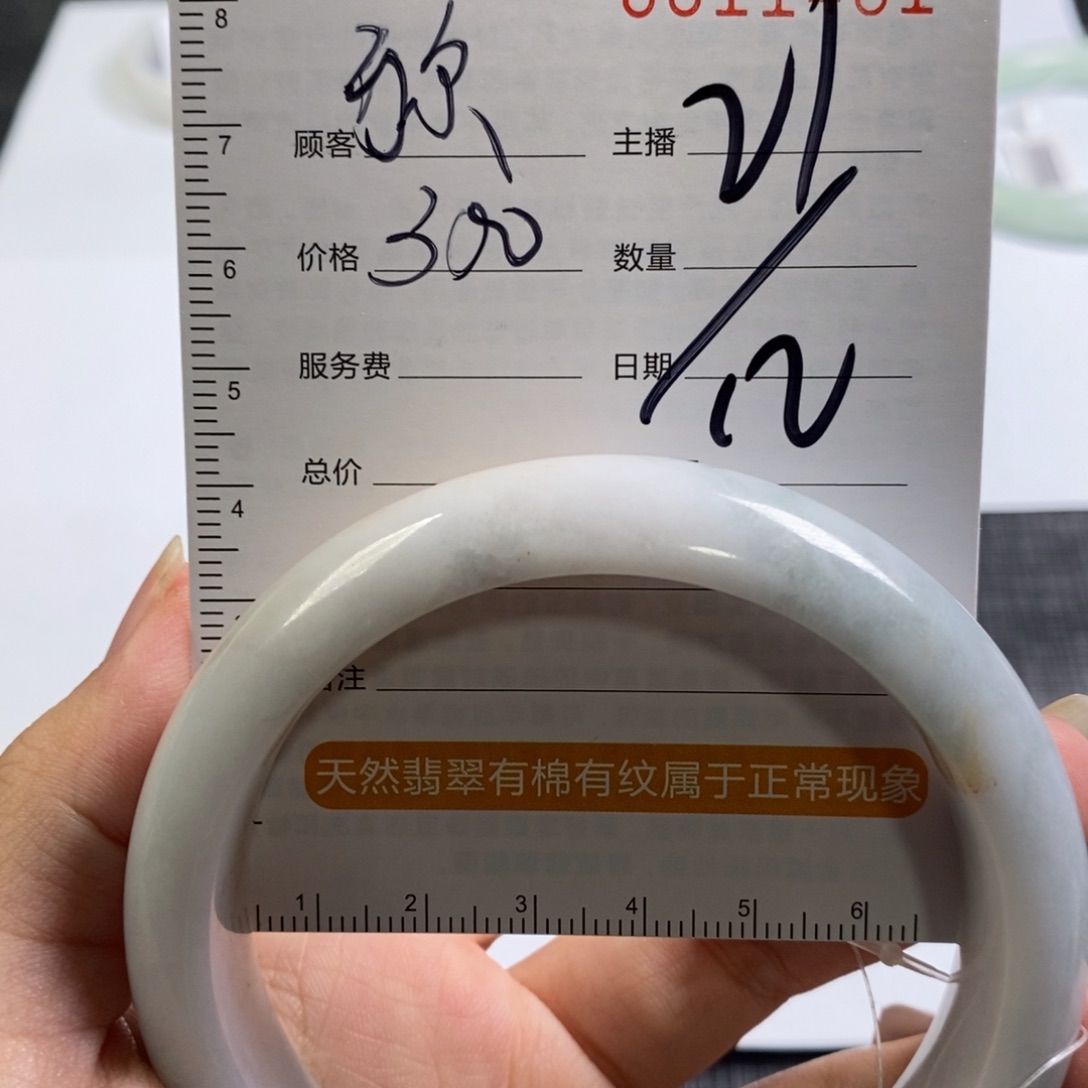 8
顾客 主播
7
价格 300 数量
6
服务费 日期
5
总价
4
注
天然翡翠有棉有纹属于正常现象
1 2 3 4 5 6